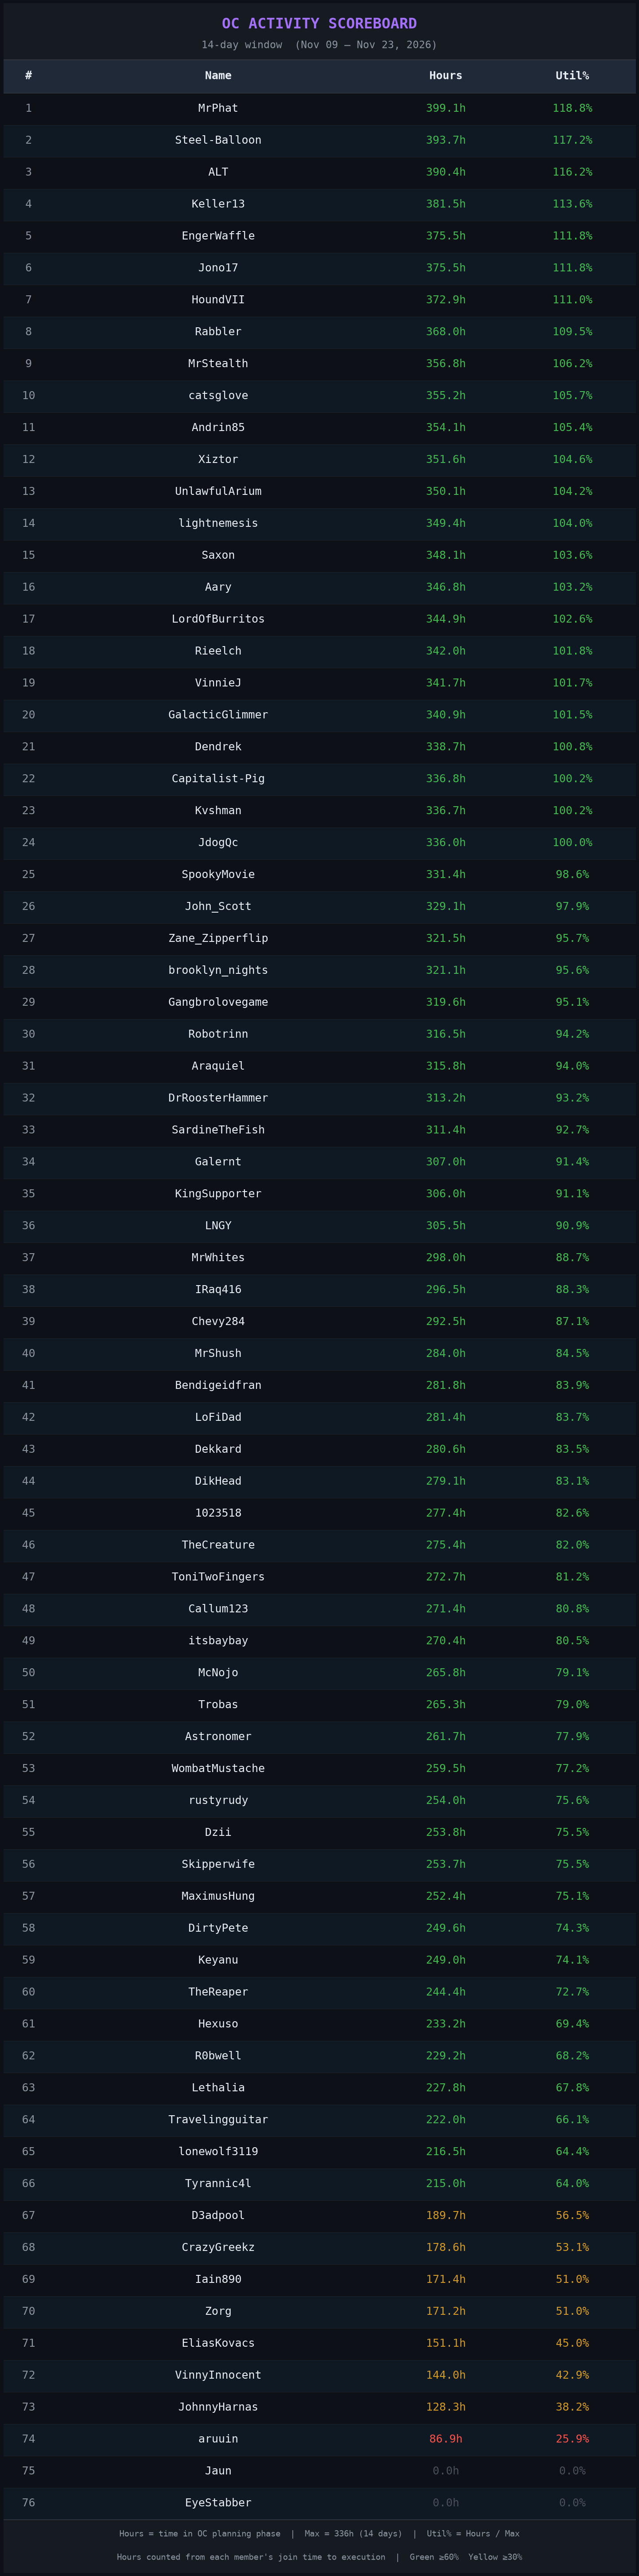 OC ACTIVITY SCOREBOARD
14-day window (Nov 09 – Nov 23, 2026)
# Name Hours Util%
1 MrPhat 399.1h 118.8%
2 Steel-Balloon 393.7h 117.2%
3 ALT 390.4h 116.2%
4 Keller13 381.5h 113.6%
5 EngerWaffle 375.5h 111.8%
6 Jono17 375.5h 111.8%
7 HoundVII 372.9h 111.0%
8 Rabbler 368.0h 109.5%
9 MrStealth 356.8h 106.2%
10 catsglove 355.2h 105.7%
11 Andrin85 354.1h 105.4%
12 Xiztor 351.6h 104.6%
13 UnlawfulArium 350.1h 104.2%
14 lightnemesis 349.4h 104.0%
15 Saxon 348.1h 103.6%
16 Aary 346.8h 103.2%
17 LordOfBurritos 344.9h 102.6%
18 Rieelch 342.0h 101.8%
19 VinnieJ 341.7h 101.7%
20 GalacticGlimmer 340.9h 101.5%
21 Dendrek 338.7h 100.8%
22 Capitalist-Pig 336.8h 100.2%
23 Kvshman 336.7h 100.2%
24 JdogQc 336.0h 100.0%
25 SpookyMovie 331.4h 98.6%
26 John_Scott 329.1h 97.9%
27 Zane_Zipperflip 321.5h 95.7%
28 brooklyn_nights 321.1h 95.6%
29 Gangbrolovegame 319.6h 95.1%
30 Robotrinn 316.5h 94.2%
31 Araquiel 315.8h 94.0%
32 DrRoosterHammer 313.2h 93.2%
33 SardineTheFish 311.4h 92.7%
34 Galernt 307.0h 91.4%
35 KingSupporter 306.0h 91.1%
36 LNGY 305.5h 90.9%
37 MrWhites 298.0h 88.7%
38 IRaq416 296.5h 88.3%
39 Chevy284 292.5h 87.1%
40 MrShush 284.0h 84.5%
41 Bendigeidfran 281.8h 83.9%
42 LoFiDad 281.4h 83.7%
43 Dekkard 280.6h 83.5%
44 DikHead 279.1h 83.1%
45 1023518 277.4h 82.6%
46 TheCreature 275.4h 82.0%
47 ToniTwoFingers 272.7h 81.2%
48 Callum123 271.4h 80.8%
49 itsbaybay 270.4h 80.5%
50 McNojo 265.8h 79.1%
51 Trobas 265.3h 79.0%
52 Astronomer 261.7h 77.9%
53 WombatMustache 259.5h 77.2%
54 rustyrudy 254.0h 75.6%
55 Dzii 253.8h 75.5%
56 Skipperwife 253.7h 75.5%
57 MaximusHung 252.4h 75.1%
58 DirtyPete 249.6h 74.3%
59 Keyanu 249.0h 74.1%
60 TheReaper 244.4h 72.7%
61 Hexuso 233.2h 69.4%
62 R0bwell 229.2h 68.2%
63 Lethalia 227.8h 67.8%
64 Travelingguitar 222.0h 66.1%
65 lonewolf3119 216.5h 64.4%
66 Tyrannic4l 215.0h 64.0%
67 D3adpool 189.7h 56.5%
68 CrazyGreekz 178.6h 53.1%
69 Iain890 171.4h 51.0%
70 Zorg 171.2h 51.0%
71 EliasKovacs 151.1h 45.0%
72 VinnyInnocent 144.0h 42.9%
73 JohnnyHarnas 128.3h 38.2%
74 aruuin 86.9h 25.9%
75 Jaun 0.0h 0.0%
76 EyeStabber 0.0h 0.0%
Hours = time in OC planning phase | Max = 336h (14 days) | Util% = Hours / Max
Hours counted from each member's join time to execution | Green ≥60% Yellow ≥30%